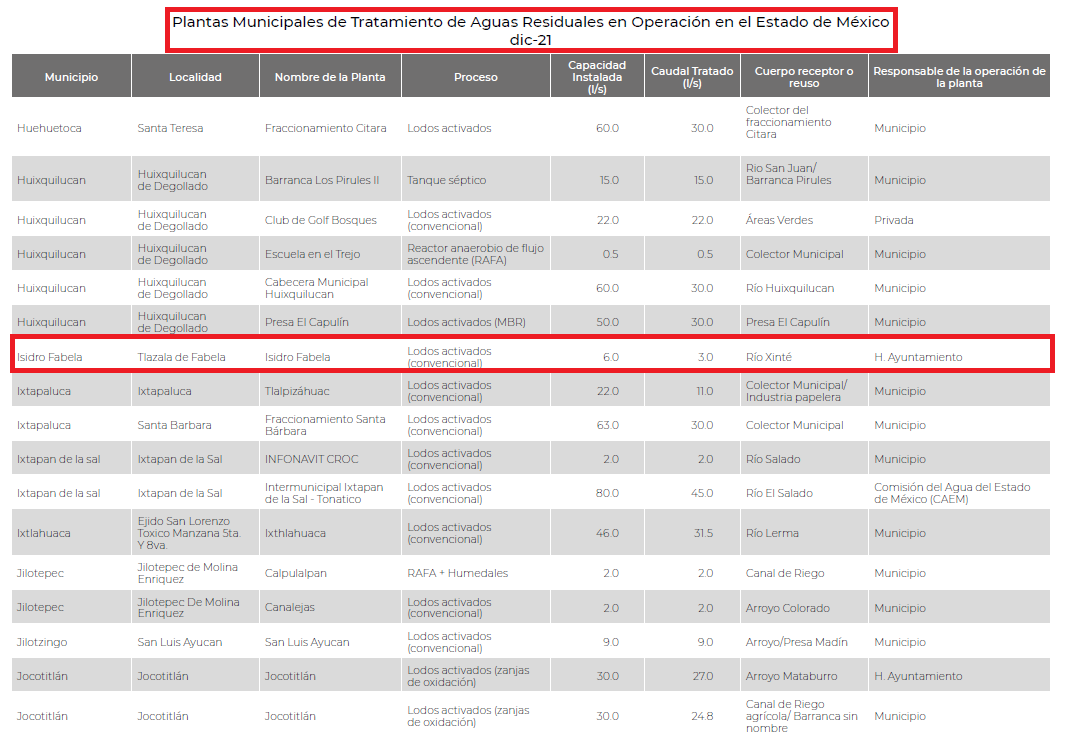 Plantas Municipales de Tratamiento de Aguas Residuales en Operación en el Estado de México
dic-21
Municipio Localidad Nombre de la Planta Proceso Capacidad Instalada (l/s) Caudal Tratado (l/s) Cuerpo receptor o reuso Responsable de la operación de la planta
Huehuetoca Santa Teresa Fraccionamiento Citara Lodos activados 60.0 30.0 Colector del fraccionamiento Citara Municipio
Huixquilucan Huixquilucan de Degollado Barranca Los Pirules II Tanque séptico 15.0 15.0 Rio San Juan/ Barranca Pirules Municipio
Huixquilucan Huixquilucan de Degollado Club de Golf Bosques Lodos activados (convencional) 22.0 22.0 Áreas Verdes Privada
Huixquilucan Huixquilucan de Degollado Escuela en el Trejo Reactor anaerobio de flujo ascendente (RAFA) 0.5 0.5 Colector Municipal Municipio
Huixquilucan Huixquilucan de Degollado Cabecera Municipal Huixquilucan Lodos activados (convencional) 60.0 30.0 Río Huixquilucan Municipio
Huixquilucan Huixquilucan de Degollado Presa El Capulín Lodos activados (MBR) 50.0 30.0 Presa El Capulín Municipio
Isidro Fabela Tlazala de Fabela Isidro Fabela Lodos activados (convencional) 6.0 3.0 Río Xinté H. Ayuntamiento
Ixtapaluca Ixtapaluca Tlalpizáhuac Lodos activados (convencional) 22.0 11.0 Colector Municipal/ Industria papelera Municipio
Ixtapaluca Santa Barbara Fraccionamiento Santa Bárbara Lodos activados (convencional) 63.0 30.0 Colector Municipal Municipio
Ixtapan de la sal Ixtapan de la Sal INFONAVIT CROC Lodos activados (convencional) 2.0 2.0 Río Salado Municipio
Ixtapan de la sal Ixtapan de la Sal Intermunicipal Ixtapan de la Sal - Tonatico Lodos activados (convencional) 80.0 45.0 Río El Salado Comisión del Agua del Estado de México (CAEM)
Ixtlahuaca Ejido San Lorenzo Toxico Manzana 5ta. Y 8va. Ixthlahuaca Lodos activados (convencional) 46.0 31.5 Río Lerma Municipio
Jilotepec Jilotepec de Molina Enriquez Calpulalpan RAFA + Humedales 2.0 2.0 Canal de Riego Municipio
Jilotepec Jilotepec De Molina Enriquez Canalejas Lodos activados (convencional) 2.0 2.0 Arroyo Colorado Municipio
Jilotzingo San Luis Ayucan San Luis Ayucan Lodos activados (convencional) 9.0 9.0 Arroyo/Presa Madín Municipio
Jocotitlán Jocotitlán Jocotitlán Lodos activados (zanjas de oxidación) 30.0 27.0 Arroyo Mataburro H. Ayuntamiento
Jocotitlán Jocotitlán Jocotitlán Lodos activados (zanjas de oxidación) 30.0 24.8 Canal de Riego agrícola/ Barranca sin nombre Municipio